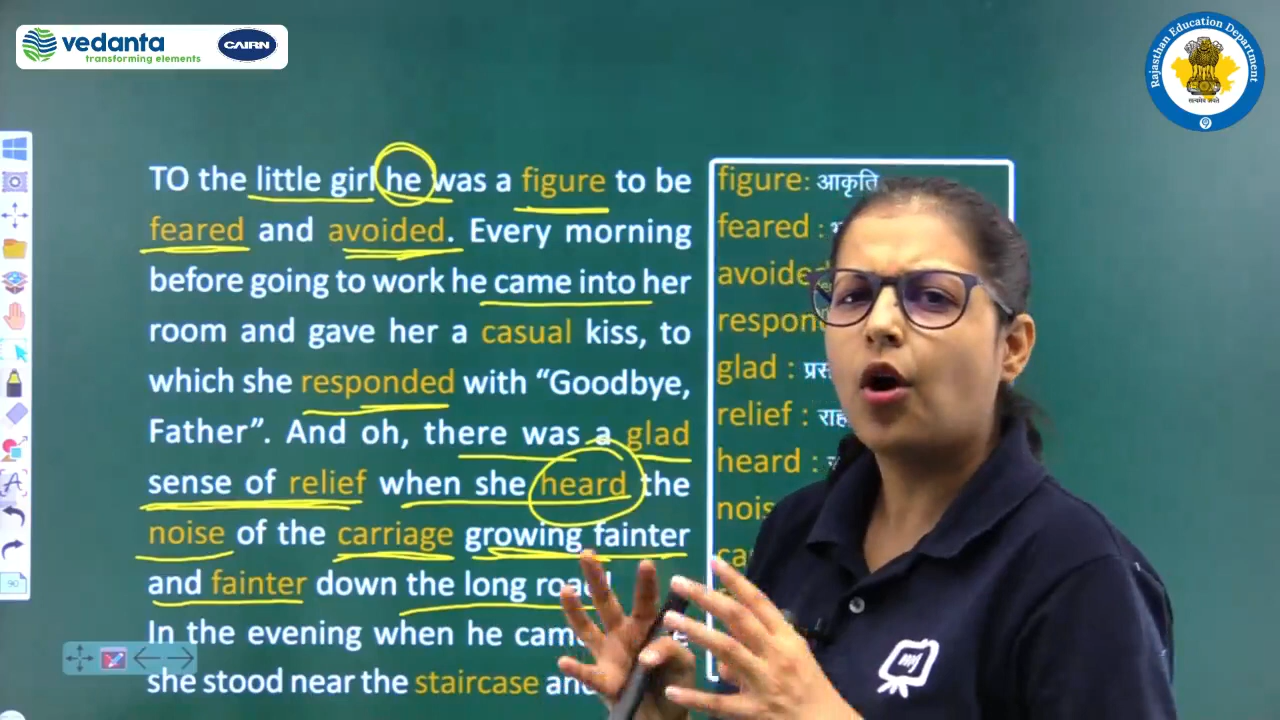 vedanta
transforming elements
CAIRN
Rajasthan Education Department
सत्यमेव जयते
TO the little girl he was a figure to be
feared and avoided. Every morning
before going to work he came into her
room and gave her a casual kiss, to
which she responded with “Goodbye,
Father”. And oh, there was a glad
sense of relief when she heard the
noise of the carriage growing fainter
and fainter down the long road!
In the evening when he
she stood near the staircase
figure: आकृति
feared :
avoided
glad :
relief :
heard :
90